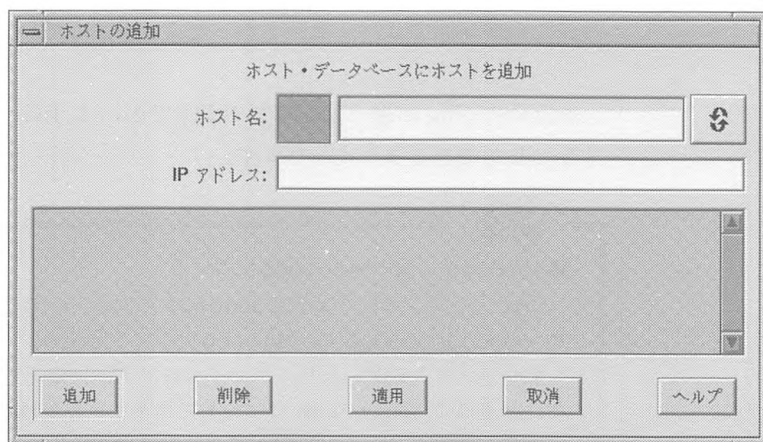 ホストの追加
ホスト・データベースにホストを追加
ホスト名:
IP アドレス:
追加
削除
適用
取消
ヘルプ